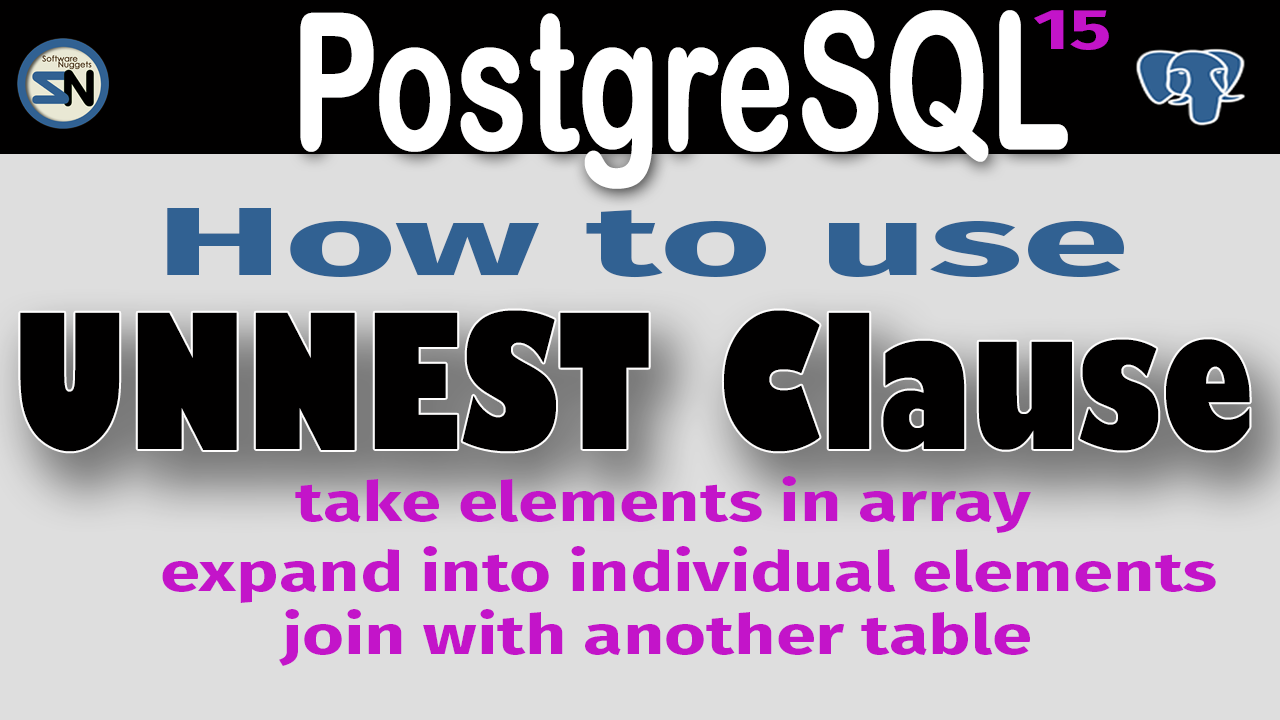 Software
Nuggets
SN
PostgreSQL
15
How to use
UNNEST Clause
take elements in array
expand into individual elements
join with another table